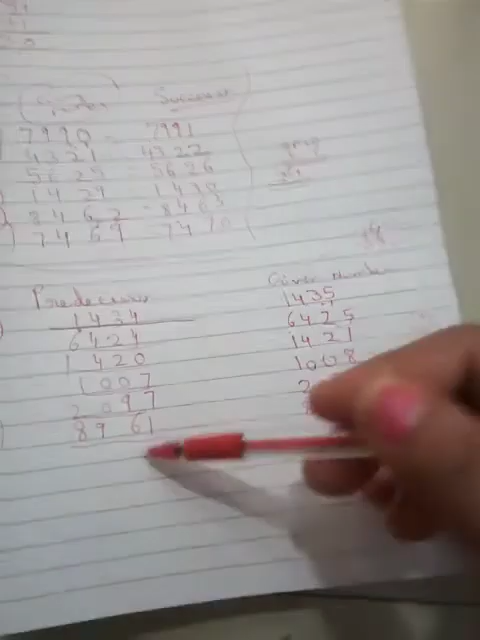 Successor
7990 - 7991
4321 4322
5625 - 5626
1429 1430
8462 - 8463
7469 7470
Predecessor Given number
1434 1435
6424 6425
1420 1421
1007 1008
2097 2
8961